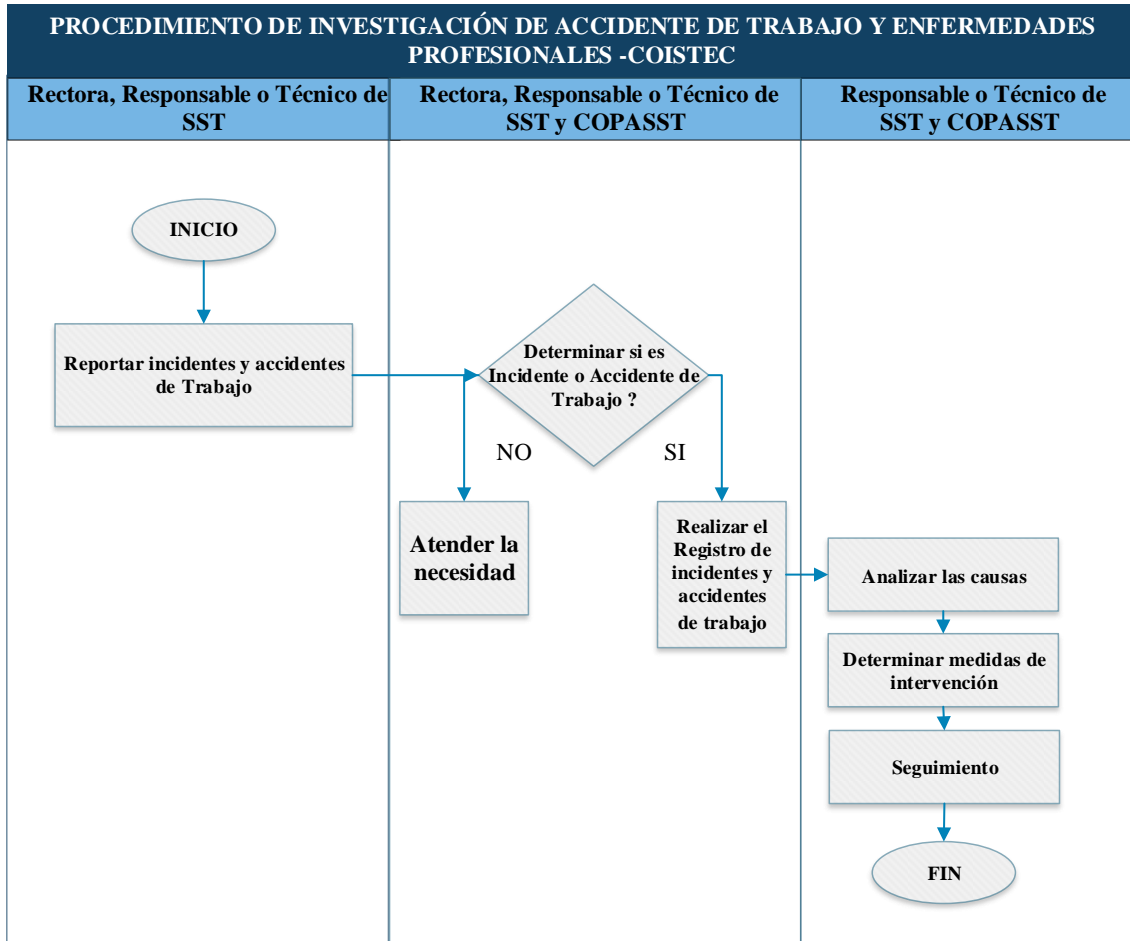 PROCEDIMIENTO DE INVESTIGACIÓN DE ACCIDENTE DE TRABAJO Y ENFERMEDADES
PROFESIONALES -COISTEC
Rectora, Responsable o Técnico de
SST
Rectora, Responsable o Técnico de
SST y COPASST
Responsable o Técnico de
SST y COPASST
INICIO
Reportar incidentes y accidentes
de Trabajo
Determinar si es
Incidente o Accidente de
Trabajo ?
NO
SI
Atender la
necesidad
Realizar el
Registro de
incidentes y
accidentes
de trabajo
Analizar las causas
Determinar medidas de
intervención
Seguimiento
FIN